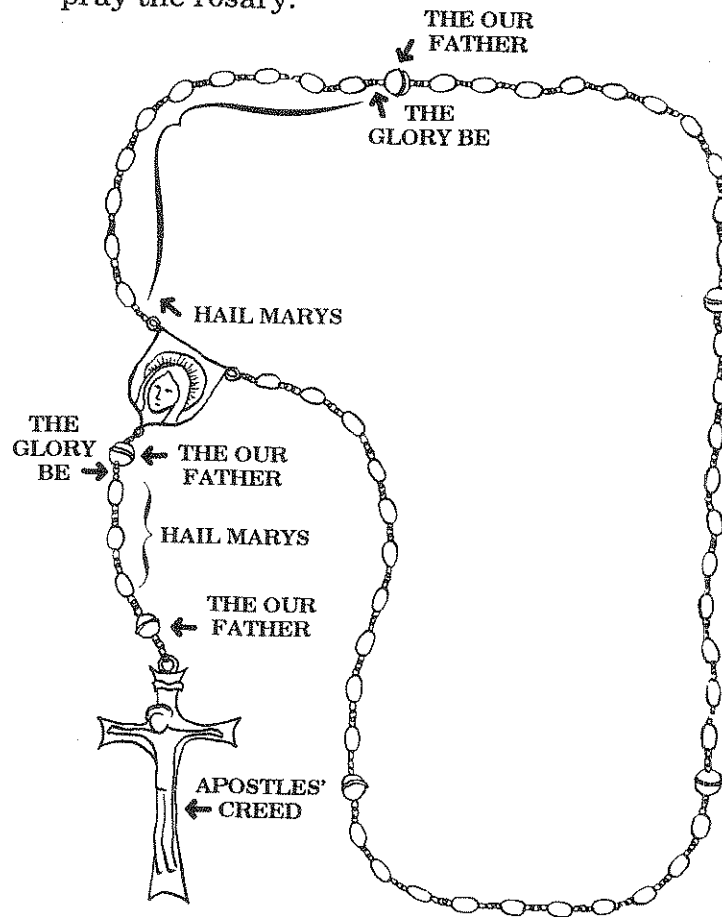 pray the rosary.
THE OUR
FATHER
THE
GLORY BE
HAIL MARYS
THE
GLORY
BE
THE OUR
FATHER
HAIL MARYS
THE OUR
FATHER
APOSTLES'
CREED